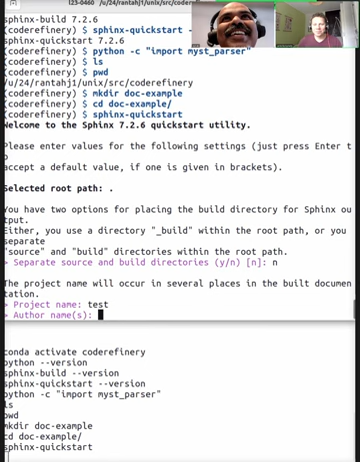 123-0460 /u/24/rantahj1/unix/src/coderef
sphinx-build 7.2.6
(coderefinery) $ sphinx-quickstart -
sphinx-quickstart 7.2.6
(coderefinery) $ python -c "import myst_parser"
(coderefinery) $ ls
(coderefinery) $ pwd
/u/24/rantahj1/unix/src/coderefinery
(coderefinery) $ mkdir doc-example
(coderefinery) $ cd doc-example/
(coderefinery) $ sphinx-quickstart
Welcome to the Sphinx 7.2.6 quickstart utility.
Please enter values for the following settings (just press Enter t
o
accept a default value, if one is given in brackets).
Selected root path: .
You have two options for placing the build directory for Sphinx ou
tput.
Either, you use a directory "_build" within the root path, or you
separate
"source" and "build" directories within the root path.
> Separate source and build directories (y/n) [n]: n
The project name will occur in several places in the built documen
tation.
> Project name: test
> Author name(s):
conda activate coderefinery
python --version
sphinx-build --version
sphinx-quickstart --version
python -c "import myst_parser"
ls
pwd
mkdir doc-example
cd doc-example/
sphinx-quickstart